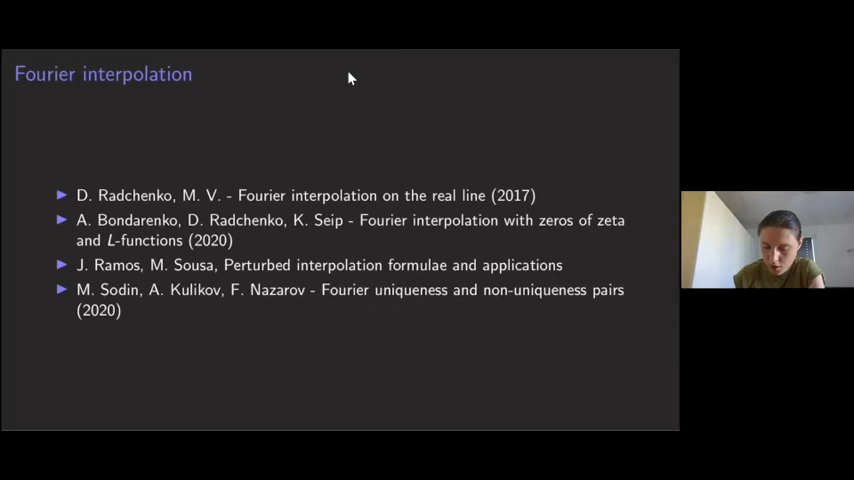 Fourier interpolation
D. Radchenko, M. V. - Fourier interpolation on the real line (2017)
A. Bondarenko, D. Radchenko, K. Seip - Fourier interpolation with zeros of zeta
and L-functions (2020)
J. Ramos, M. Sousa, Perturbed interpolation formulae and applications
M. Sodin, A. Kulikov, F. Nazarov - Fourier uniqueness and non-uniqueness pairs
(2020)